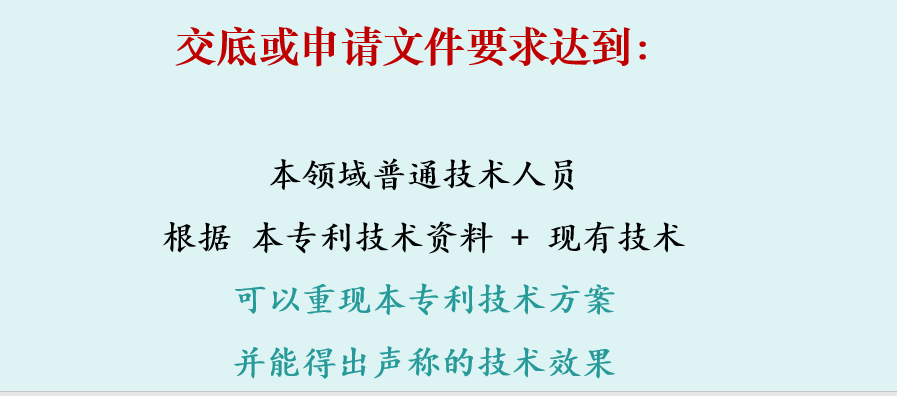 交底或申请文件要求达到：
本领域普通技术人员
根据 本专利技术资料 + 现有技术
可以重现本专利技术方案
并能得出声称的技术效果